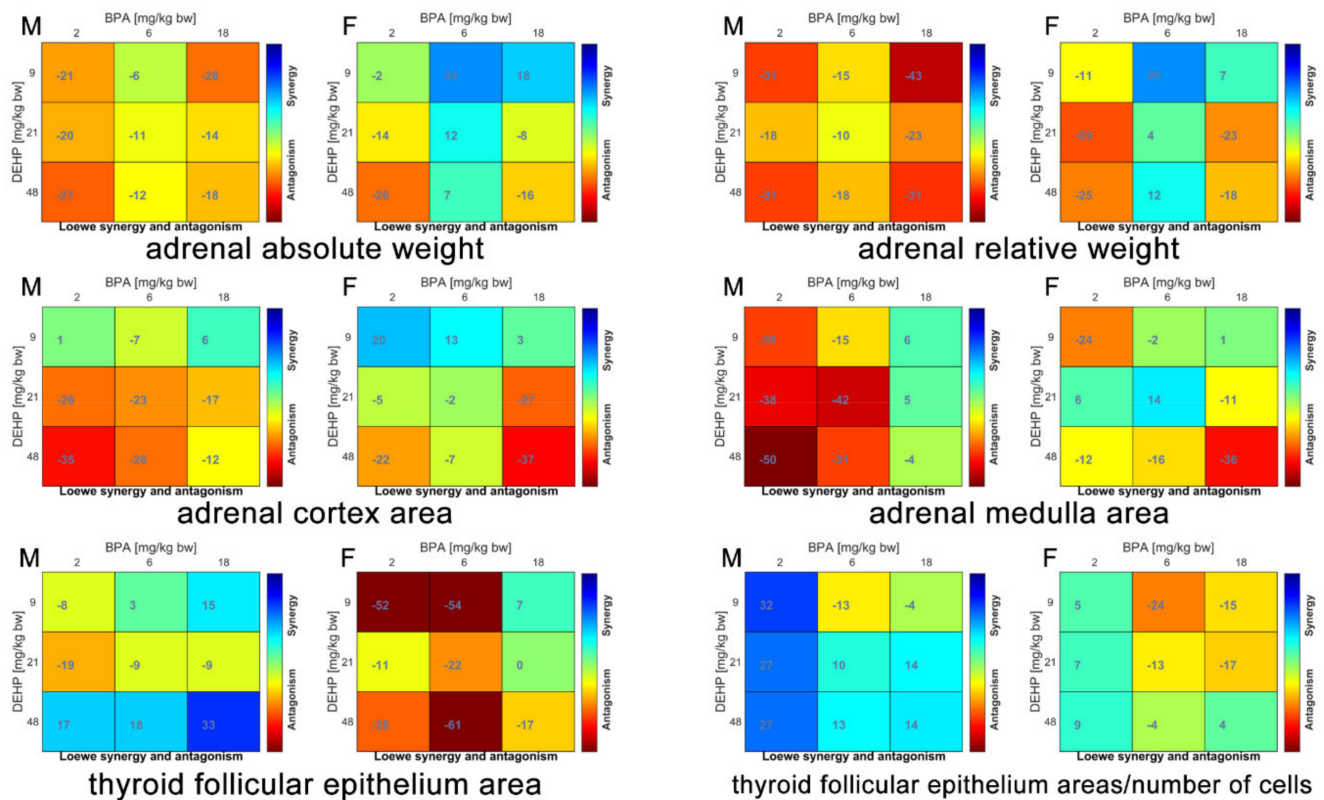 M BPA [mg/kg bw] F BPA [mg/kg bw] M BPA [mg/kg bw] F BPA [mg/kg bw]
2 6 18 2 6 18 2 6 18 2 6 18
DEHP [mg/kg bw] Synergy Antagonism DEHP [mg/kg bw] Synergy Antagonism DEHP [mg/kg bw] Synergy Antagonism DEHP [mg/kg bw] Synergy Antagonism
9 -21 -6 -26 9 -2 18 9 -31 -15 -43 9 -11 7
21 -20 -11 -14 21 -14 12 -8 21 -18 -10 -23 21 4 -23
48 -27 -12 -18 48 -26 7 -16 48 -31 -18 -31 48 -25 12 -18
Loewe synergy and antagonism Loewe synergy and antagonism Loewe synergy and antagonism Loewe synergy and antagonism
adrenal absolute weight adrenal relative weight
M BPA [mg/kg bw] F BPA [mg/kg bw] M BPA [mg/kg bw] F BPA [mg/kg bw]
2 6 18 2 6 18 2 6 18 2 6 18
DEHP [mg/kg bw] Synergy Antagonism DEHP [mg/kg bw] Synergy Antagonism DEHP [mg/kg bw] Synergy Antagonism DEHP [mg/kg bw] Synergy Antagonism
9 1 -7 6 9 20 13 3 9 -15 6 9 -24 -2 1
21 -26 -23 -17 21 -5 -2 -27 21 -38 -42 5 21 6 14 -11
48 -35 -26 -12 48 -22 -7 -37 48 -50 -31 -4 48 -12 -16 -36
Loewe synergy and antagonism Loewe synergy and antagonism Loewe synergy and antagonism Loewe synergy and antagonism
adrenal cortex area adrenal medulla area
M BPA [mg/kg bw] F BPA [mg/kg bw] M BPA [mg/kg bw] F BPA [mg/kg bw]
2 6 18 2 6 18 2 6 18 2 6 18
DEHP [mg/kg bw] Synergy Antagonism DEHP [mg/kg bw] Synergy Antagonism DEHP [mg/kg bw] Synergy Antagonism DEHP [mg/kg bw] Synergy Antagonism
9 -8 3 15 9 -52 -54 7 9 32 -13 -4 9 5 -24 -15
21 -19 -9 -9 21 -11 -22 0 21 27 10 14 21 7 -13 -17
48 17 18 33 48 -28 -61 -17 48 27 13 14 48 9 -4 4
Loewe synergy and antagonism Loewe synergy and antagonism Loewe synergy and antagonism Loewe synergy and antagonism
thyroid follicular epithelium area thyroid follicular epithelium areas/number of cells